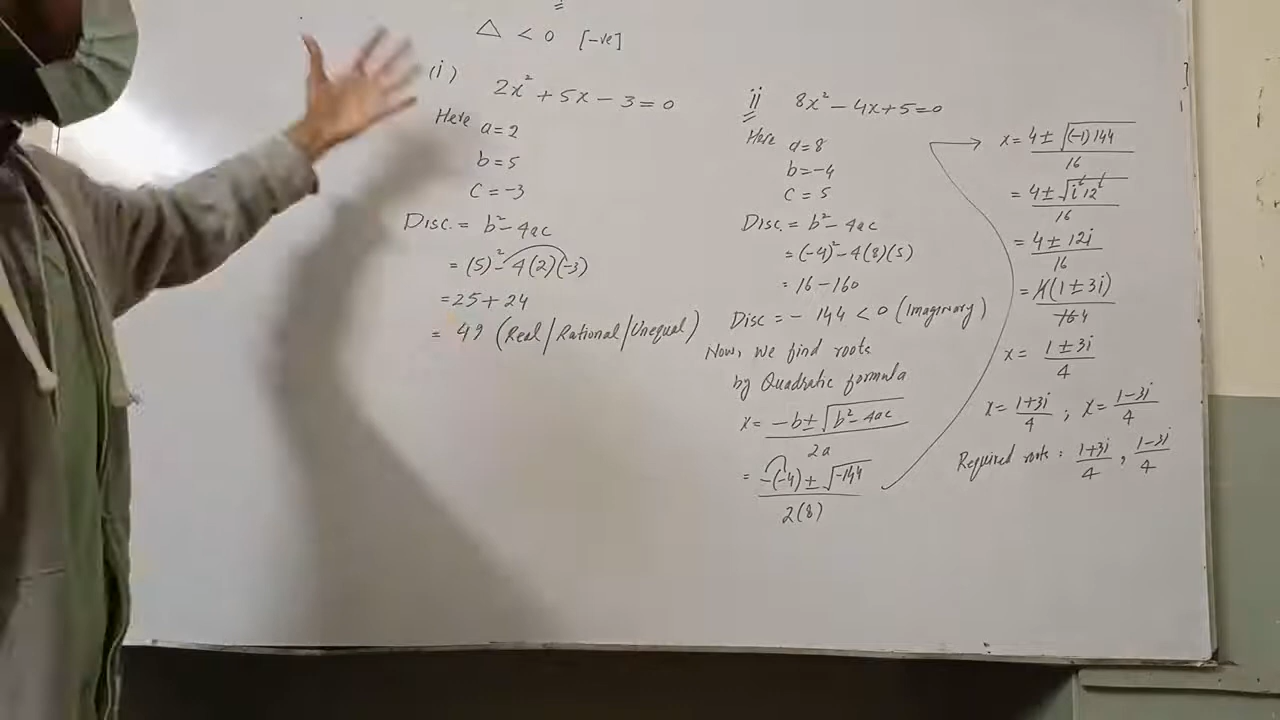 △ < 0 [-ve]
(i) 2x² + 5x - 3 = 0
Here a = 2
b = 5
c = -3
Disc. = b² - 4ac
= (5)² - 4(2)(-3)
= 25 + 24
= 49 (Real/Rational/Unequal)
ii 8x² - 4x + 5 = 0
Here a = 8
b = -4
c = 5
Disc. = b² - 4ac
= (-4)² - 4(8)(5)
= 16 - 160
Disc = - 144 < 0 (Imaginary)
Now, we find roots
by Quadratic formula
x = -b ± √(b² - 4ac) / 2a
= -(-4) ± √-144 / 2(8)
x = 4 ± √(-1)144 / 16
= 4 ± √i²12² / 16
= 4 ± 12i / 16
= 4(1 ± 3i) / 16 4
x = 1 ± 3i / 4
x = 1+3i / 4 ; x = 1-3i / 4
Required roots : 1+3i / 4 , 1-3i / 4